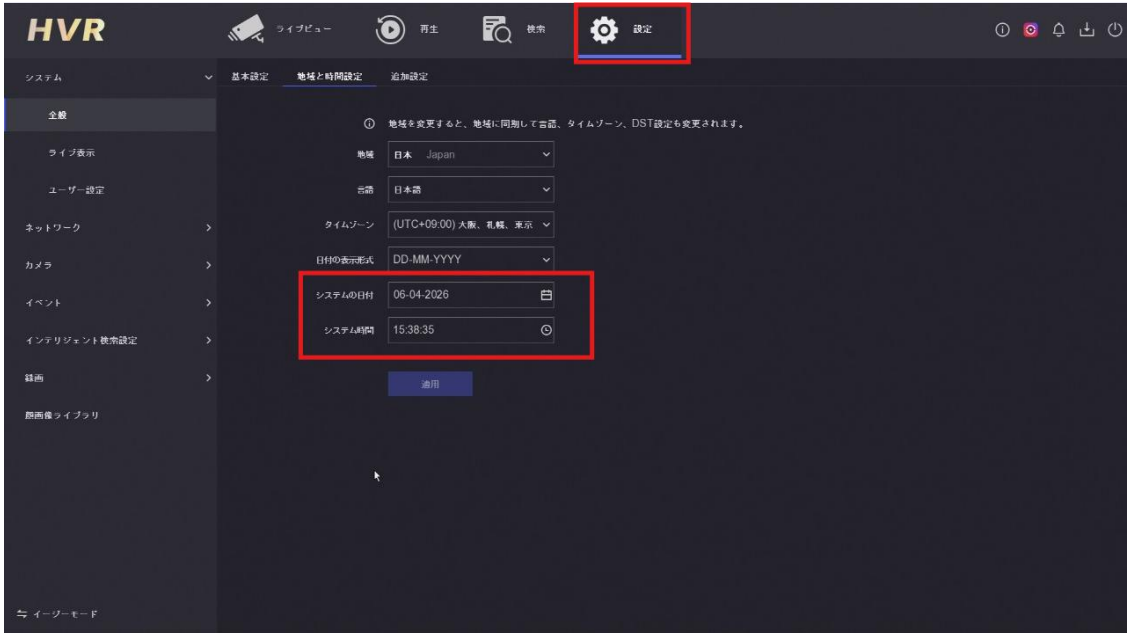 HVR
ライブビュー
再生
検索
設定
システム
基本設定 地域と時間設定 追加設定
全般
ライブ表示
ユーザー設定
ネットワーク
カメラ
イベント
インテリジェント検索設定
録画
顔画像ライブラリ
地域を変更すると、地域に同期して言語、タイムゾーン、DST設定も変更されます。
地域 日本 Japan
言語 日本語
タイムゾーン (UTC+09:00) 大阪、札幌、東京
日付の表示形式 DD-MM-YYYY
システムの日付 06-04-2026
システム時間 15:38:35
適用
イージーモード